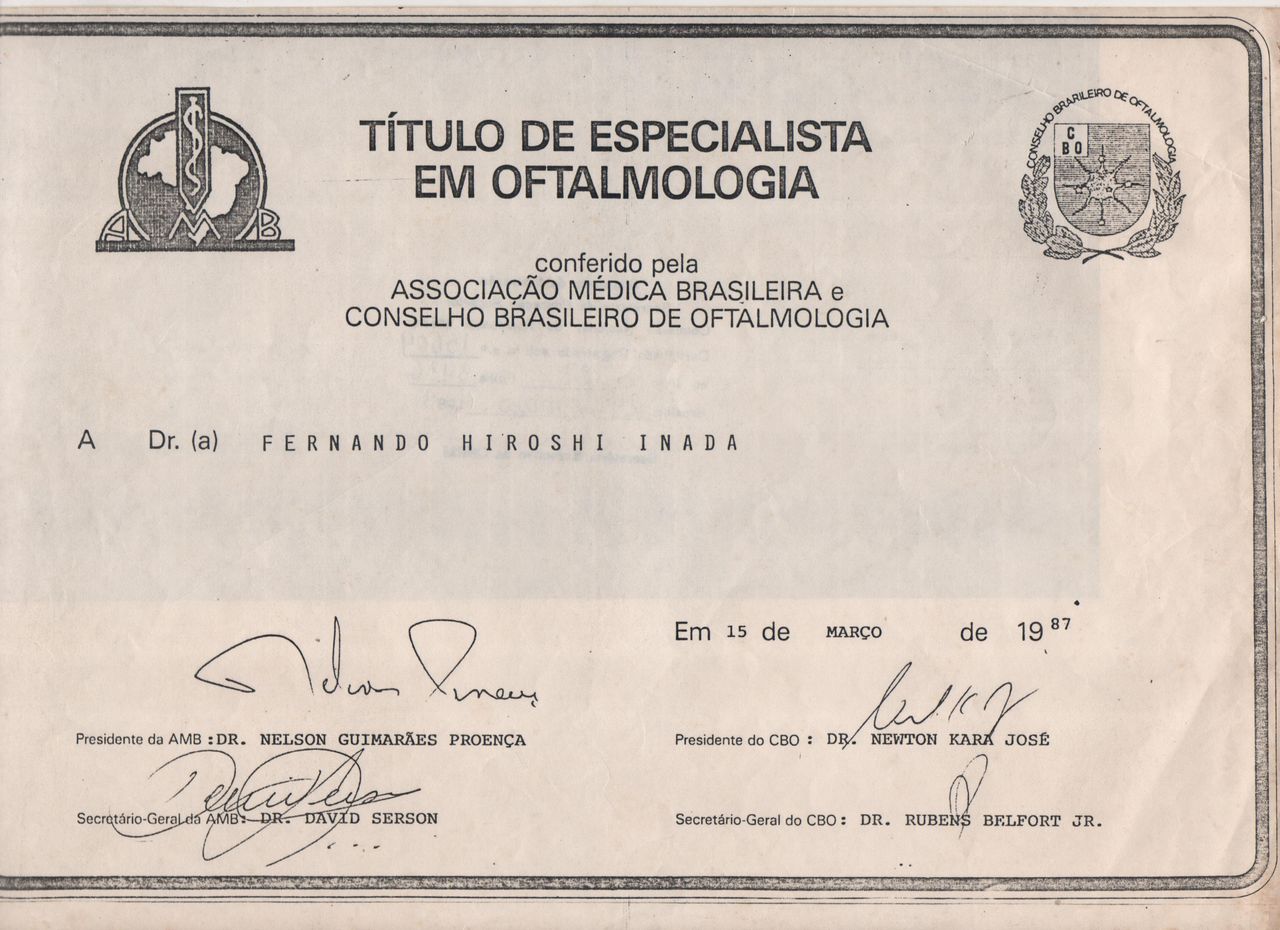 AMB
TÍTULO DE ESPECIALISTA
EM OFTALMOLOGIA
CONSELHO BRASILEIRO DE OFTALMOLOGIA
C
BO
conferido pela
ASSOCIAÇÃO MÉDICA BRASILEIRA e
CONSELHO BRASILEIRO DE OFTALMOLOGIA
A Dr. (a) FERNANDO HIROSHI INADA
Em 15 de MARÇO de 1987
Presidente da AMB : DR. NELSON GUIMARÃES PROENÇA
Presidente do CBO : DR. NEWTON KARA JOSÉ
Secretário-Geral da AMB: DR. DAVID SERSON
Secretário-Geral do CBO : DR. RUBENS BELFORT JR.